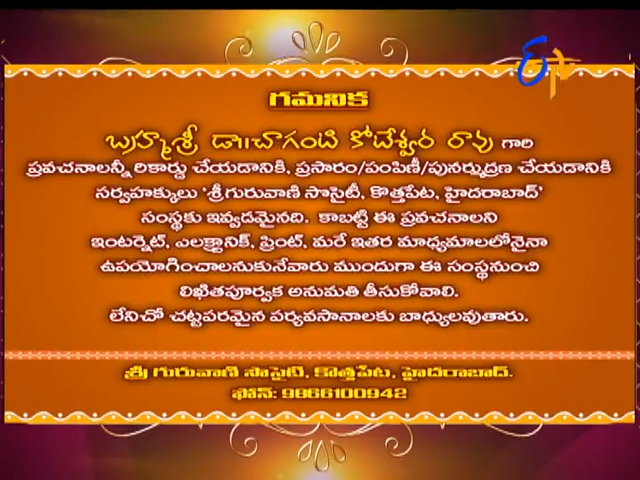 ETV
గమనిక
బ్రహ్మశ్రీ డా॥చాగంటి కోటేశ్వర రావు గారి
ప్రవచనాలన్నీ రికార్డు చేయడానికి, ప్రసారం/పంపిణీ/పునర్ముద్రణ చేయడానికి
సర్వహక్కులు ‘శ్రీ గురువాణి సొసైటీ, కొత్తపేట, హైదరాబాద్’
సంస్థకు ఇవ్వడమైనది. కాబట్టి ఈ ప్రవచనాలని
ఇంటర్నెట్, ఎలక్ట్రానిక్, ప్రింట్, మరే ఇతర మాధ్యమాలలోనైనా
ఉపయోగించాలనుకునేవారు ముందుగా ఈ సంస్థనుంచి
లిఖితపూర్వక అనుమతి తీసుకోవాలి.
లేనిచో చట్టపరమైన పర్యవసానాలకు బాధ్యులవుతారు.
శ్రీ గురువాణి సొసైటి, కొత్తపేట, హైదరాబాద్.
ఫోన్: 9866100942